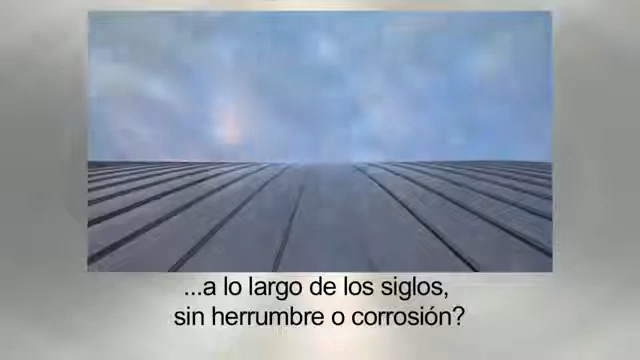 ...a lo largo de los siglos,
sin herrumbre o corrosión?